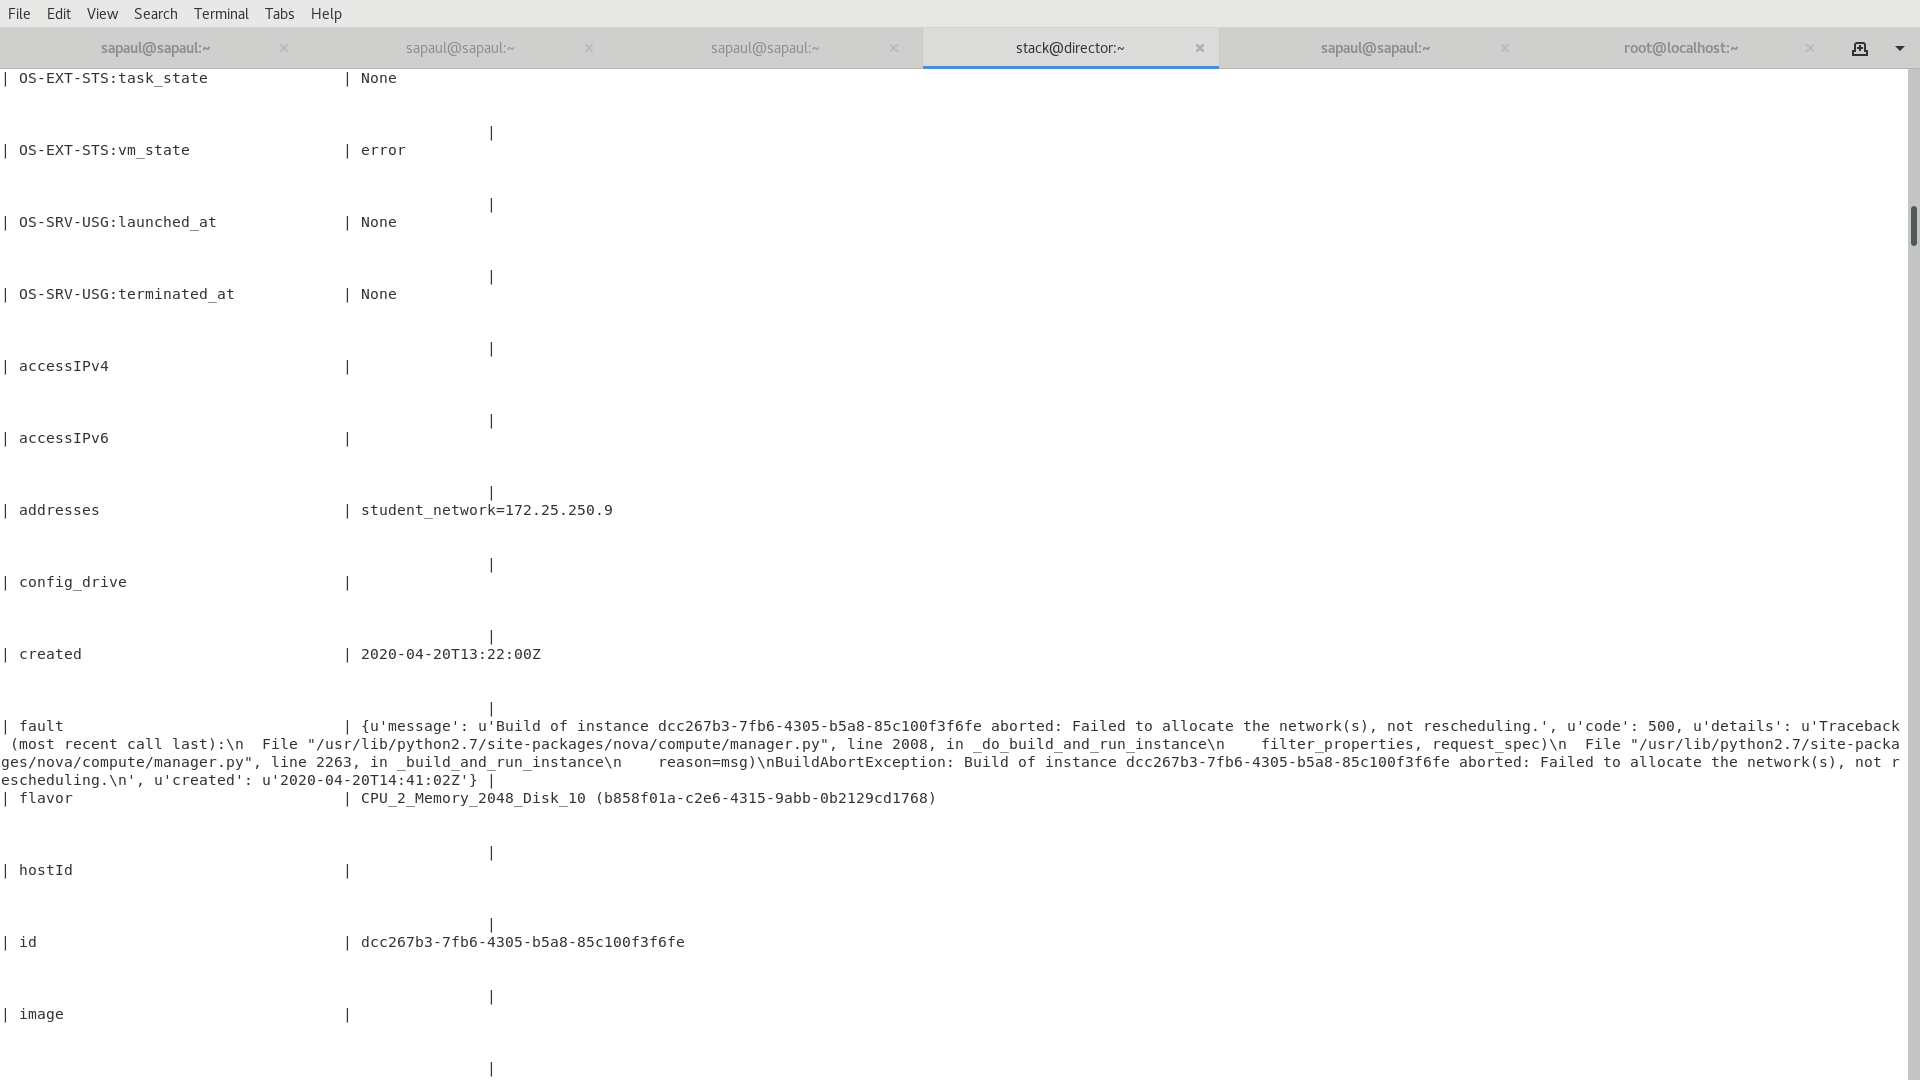 File Edit View Search Terminal Tabs Help
sapaul@sapaul:~ × sapaul@sapaul:~ × sapaul@sapaul:~ × stack@director:~ × sapaul@sapaul:~ × root@localhost:~ ×
| OS-EXT-STS:task_state | None
|
| OS-EXT-STS:vm_state | error
|
| OS-SRV-USG:launched_at | None
|
| OS-SRV-USG:terminated_at | None
|
| accessIPv4 |
|
| accessIPv6 |
|
| addresses | student_network=172.25.250.9
|
| config_drive |
|
| created | 2020-04-20T13:22:00Z
|
| fault | {u'message': u'Build of instance dcc267b3-7fb6-4305-b5a8-85c100f3f6fe aborted: Failed to allocate the network(s), not rescheduling.', u'code': 500, u'details': u'Traceback
(most recent call last):\n  File "/usr/lib/python2.7/site-packages/nova/compute/manager.py", line 2008, in _do_build_and_run_instance\n    filter_properties, request_spec)\n  File "/usr/lib/python2.7/site-packa
ges/nova/compute/manager.py", line 2263, in _build_and_run_instance\n    reason=msg)\nBuildAbortException: Build of instance dcc267b3-7fb6-4305-b5a8-85c100f3f6fe aborted: Failed to allocate the network(s), not r
escheduling.\n', u'created': u'2020-04-20T14:41:02Z'} |
| flavor | CPU_2_Memory_2048_Disk_10 (b858f01a-c2e6-4315-9abb-0b2129cd1768)
|
| hostId |
|
| id | dcc267b3-7fb6-4305-b5a8-85c100f3f6fe
|
| image |
|